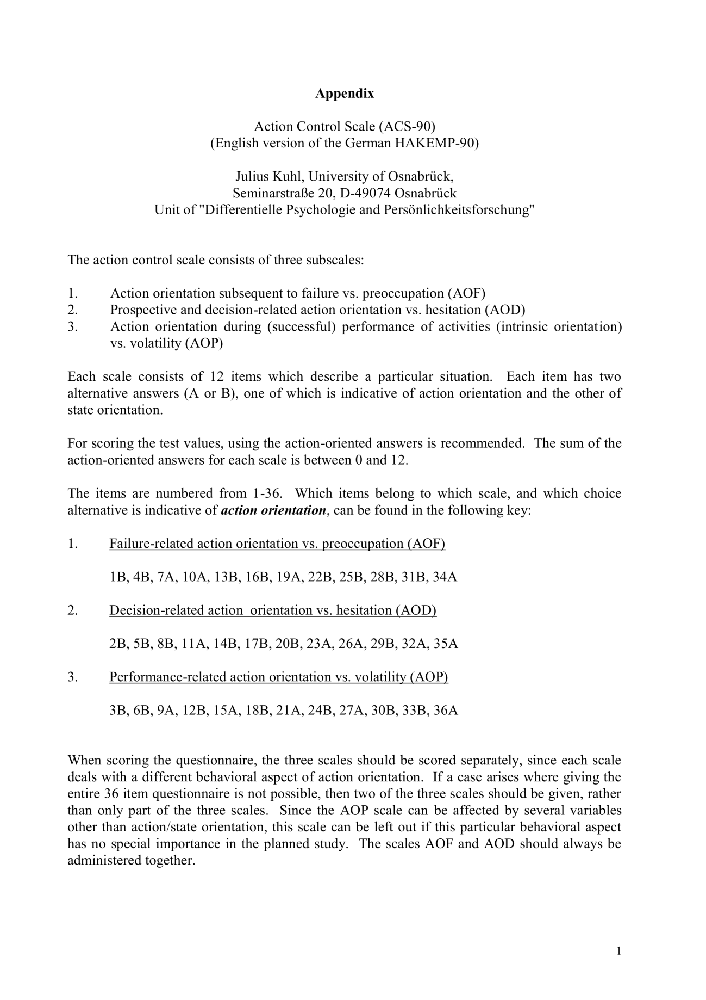 Appendix
Action Control Scale (ACS-90)
(English version of the German HAKEMP-90)
Julius Kuhl, University of Osnabrück,
Seminarstraße 20, D-49074 Osnabrück
Unit of "Differentielle Psychologie and Persönlichkeitsforschung"
The action control scale consists of three subscales:
1. Action orientation subsequent to failure vs. preoccupation (AOF)
2. Prospective and decision-related action orientation vs. hesitation (AOD)
3. Action orientation during (successful) performance of activities (intrinsic orientation)
vs. volatility (AOP)
Each scale consists of 12 items which describe a particular situation. Each item has two
alternative answers (A or B), one of which is indicative of action orientation and the other of
state orientation.
For scoring the test values, using the action-oriented answers is recommended. The sum of the
action-oriented answers for each scale is between 0 and 12.
The items are numbered from 1-36. Which items belong to which scale, and which choice
alternative is indicative of action orientation, can be found in the following key:
1. Failure-related action orientation vs. preoccupation (AOF)
1B, 4B, 7A, 10A, 13B, 16B, 19A, 22B, 25B, 28B, 31B, 34A
2. Decision-related action orientation vs. hesitation (AOD)
2B, 5B, 8B, 11A, 14B, 17B, 20B, 23A, 26A, 29B, 32A, 35A
3. Performance-related action orientation vs. volatility (AOP)
3B, 6B, 9A, 12B, 15A, 18B, 21A, 24B, 27A, 30B, 33B, 36A
When scoring the questionnaire, the three scales should be scored separately, since each scale
deals with a different behavioral aspect of action orientation. If a case arises where giving the
entire 36 item questionnaire is not possible, then two of the three scales should be given, rather
than only part of the three scales. Since the AOP scale can be affected by several variables
other than action/state orientation, this scale can be left out if this particular behavioral aspect
has no special importance in the planned study. The scales AOF and AOD should always be
administered together.
1